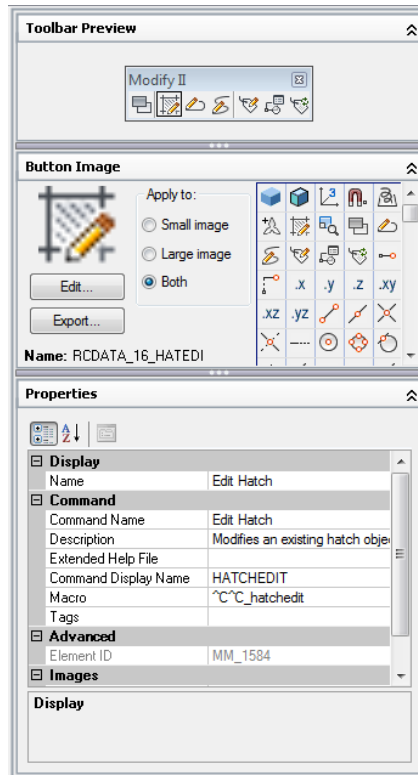 Toolbar Preview
Modify II
Button Image
Apply to:
Small image
Large image
Both
Edit...
Export...
.x .y .z .xy
.xz .yz
Name: RCDATA_16_HATEDI
Properties
Display
Name Edit Hatch
Command
Command Name Edit Hatch
Description Modifies an existing hatch obje
Extended Help File
Command Display Name HATCHEDIT
Macro ^C^C_hatchedit
Tags
Advanced
Element ID MM_1584
Images
Display